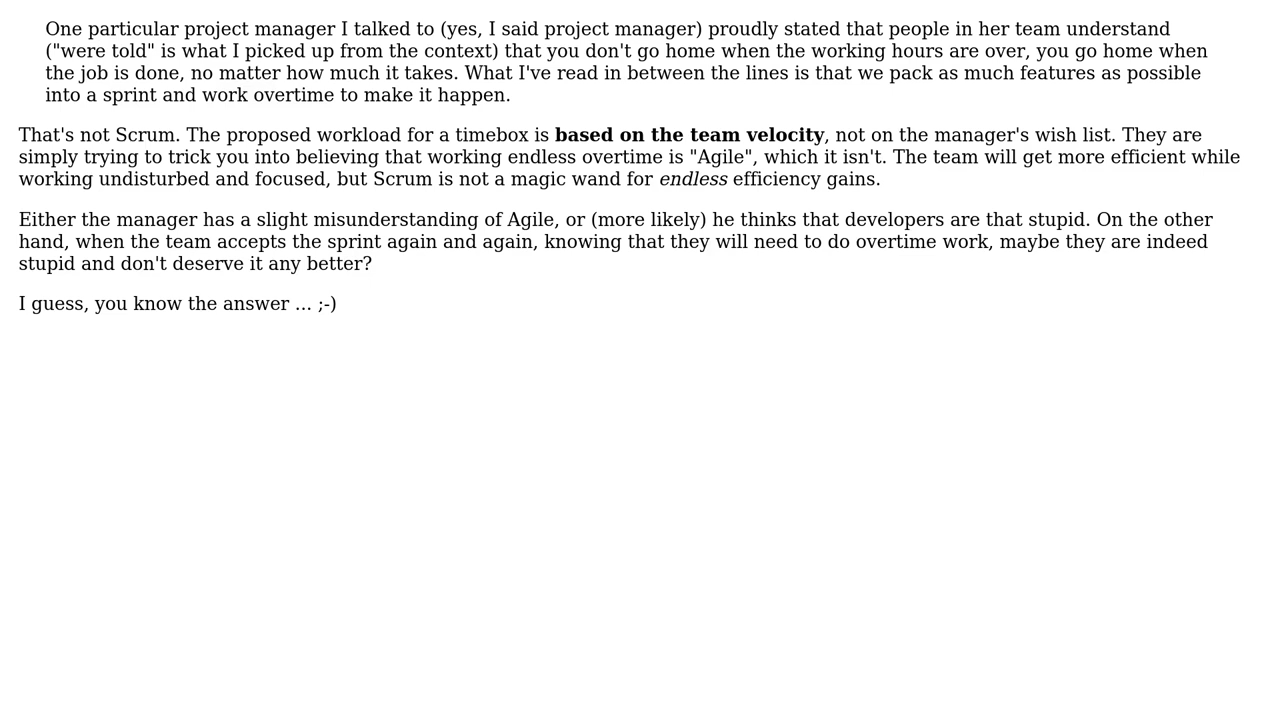 One particular project manager I talked to (yes, I said project manager) proudly stated that people in her team understand
("were told" is what I picked up from the context) that you don't go home when the working hours are over, you go home when
the job is done, no matter how much it takes. What I've read in between the lines is that we pack as much features as possible
into a sprint and work overtime to make it happen.
That's not Scrum. The proposed workload for a timebox is based on the team velocity, not on the manager's wish list. They are
simply trying to trick you into believing that working endless overtime is "Agile", which it isn't. The team will get more efficient while
working undisturbed and focused, but Scrum is not a magic wand for endless efficiency gains.
Either the manager has a slight misunderstanding of Agile, or (more likely) he thinks that developers are that stupid. On the other
hand, when the team accepts the sprint again and again, knowing that they will need to do overtime work, maybe they are indeed
stupid and don't deserve it any better?
I guess, you know the answer ... ;-)